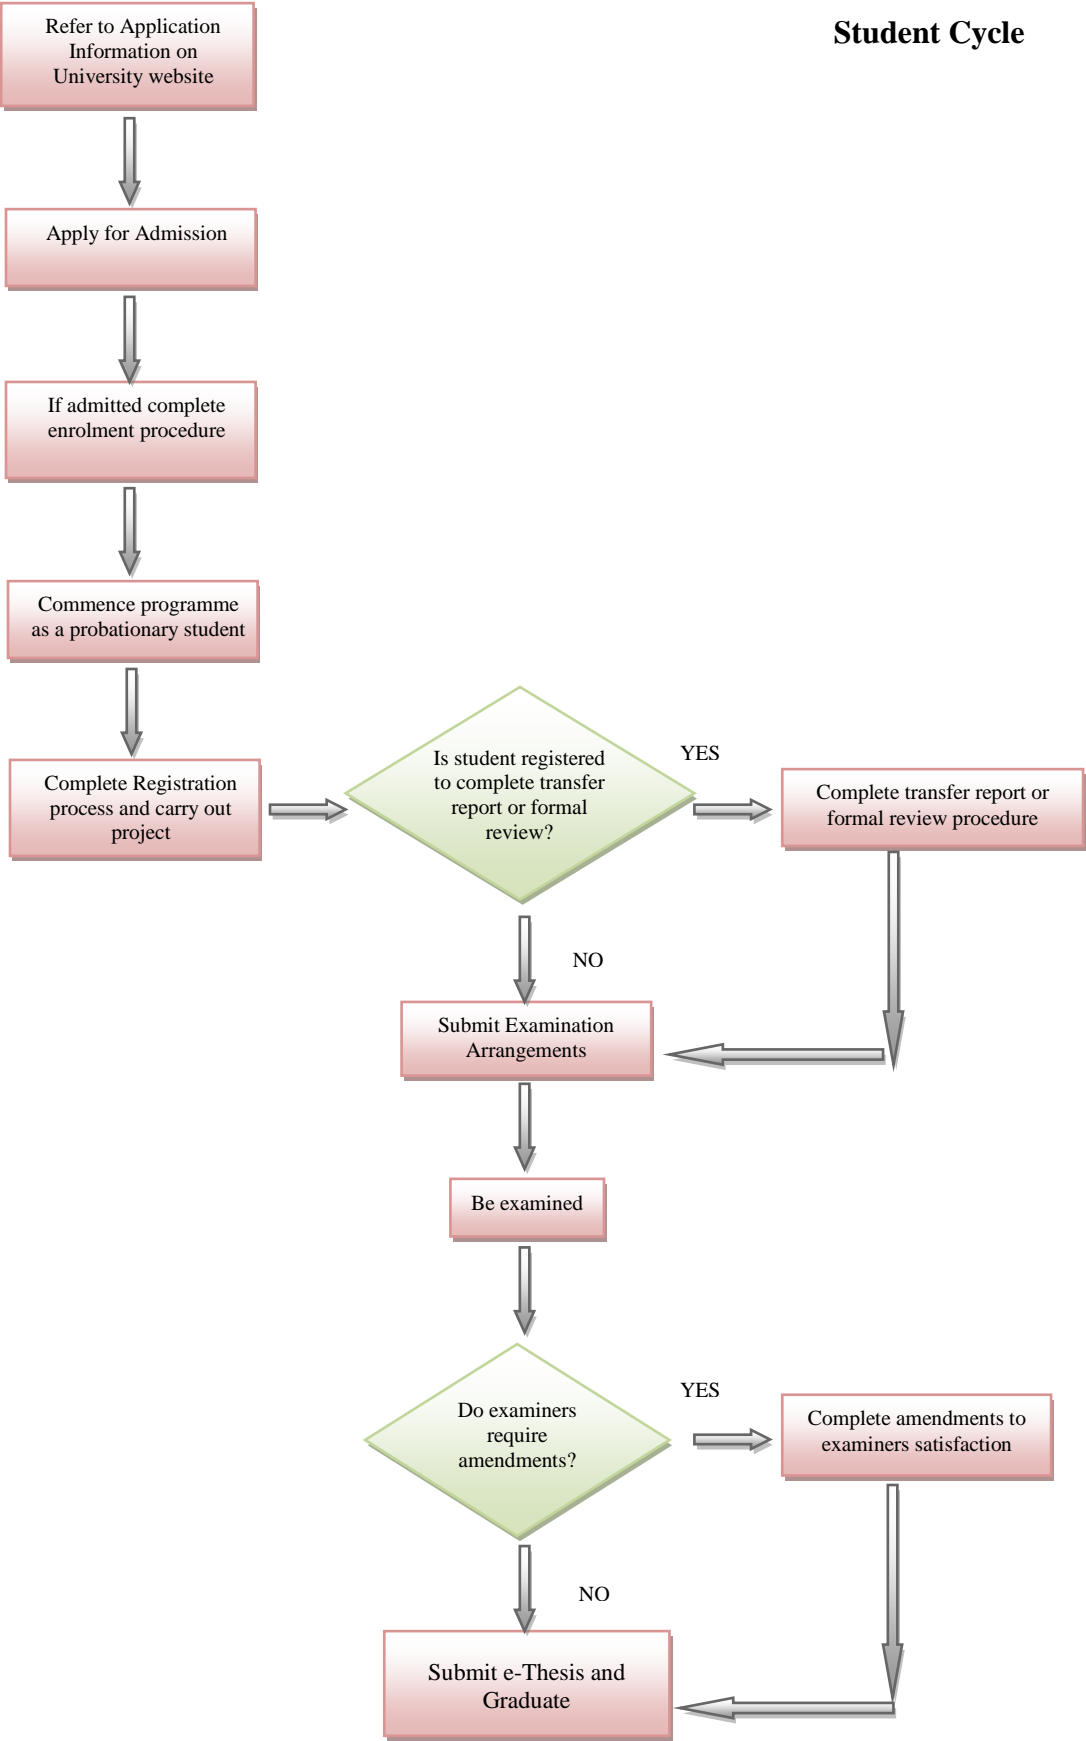 Student Cycle
Refer to Application
Information on
University website
Apply for Admission
If admitted complete
enrolment procedure
Commence programme
as a probationary student
Complete Registration
process and carry out
project
Is student registered
to complete transfer
report or formal
review?
YES
Complete transfer report or
formal review procedure
NO
Submit Examination
Arrangements
Be examined
Do examiners
require
amendments?
YES
Complete amendments to
examiners satisfaction
NO
Submit e-Thesis and
Graduate